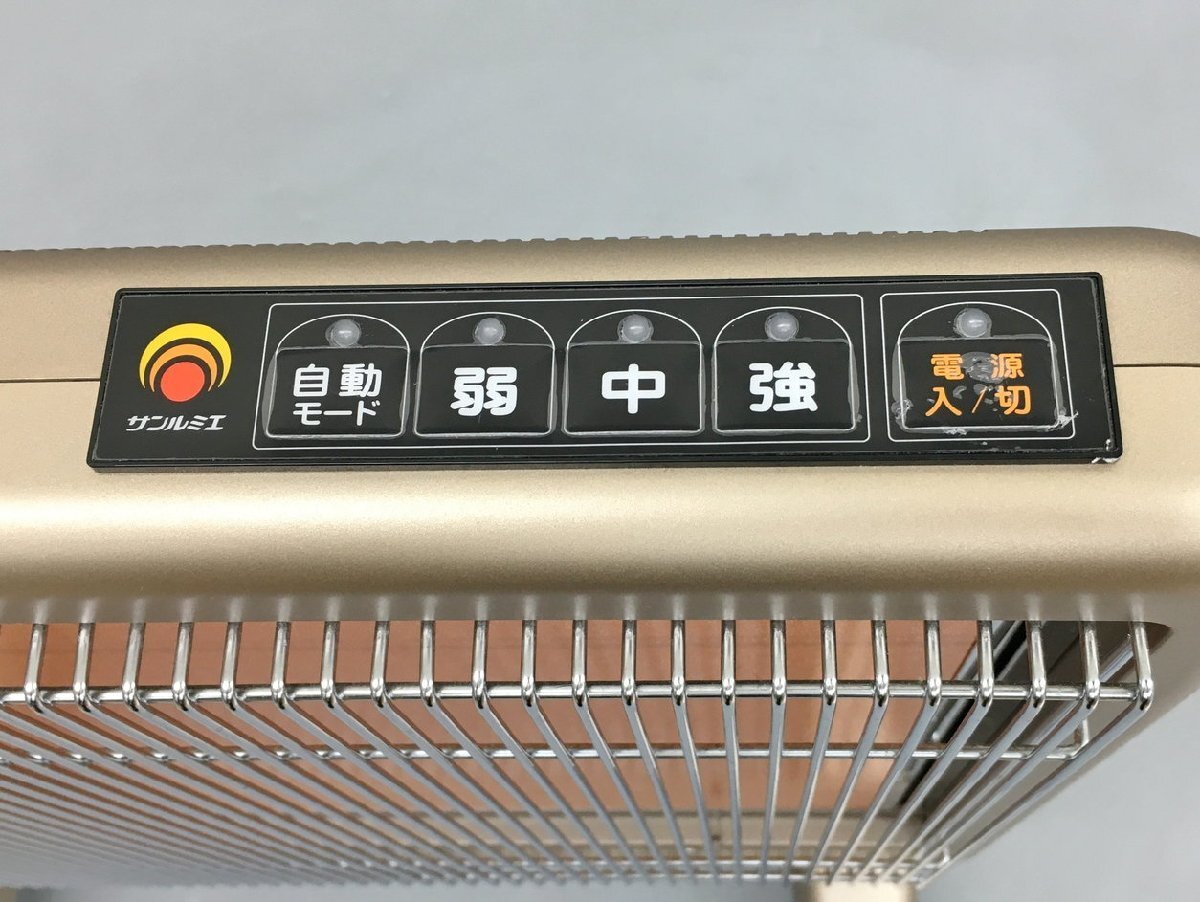 サンルミエ
自動
モード
弱
中
強
電源
入/切